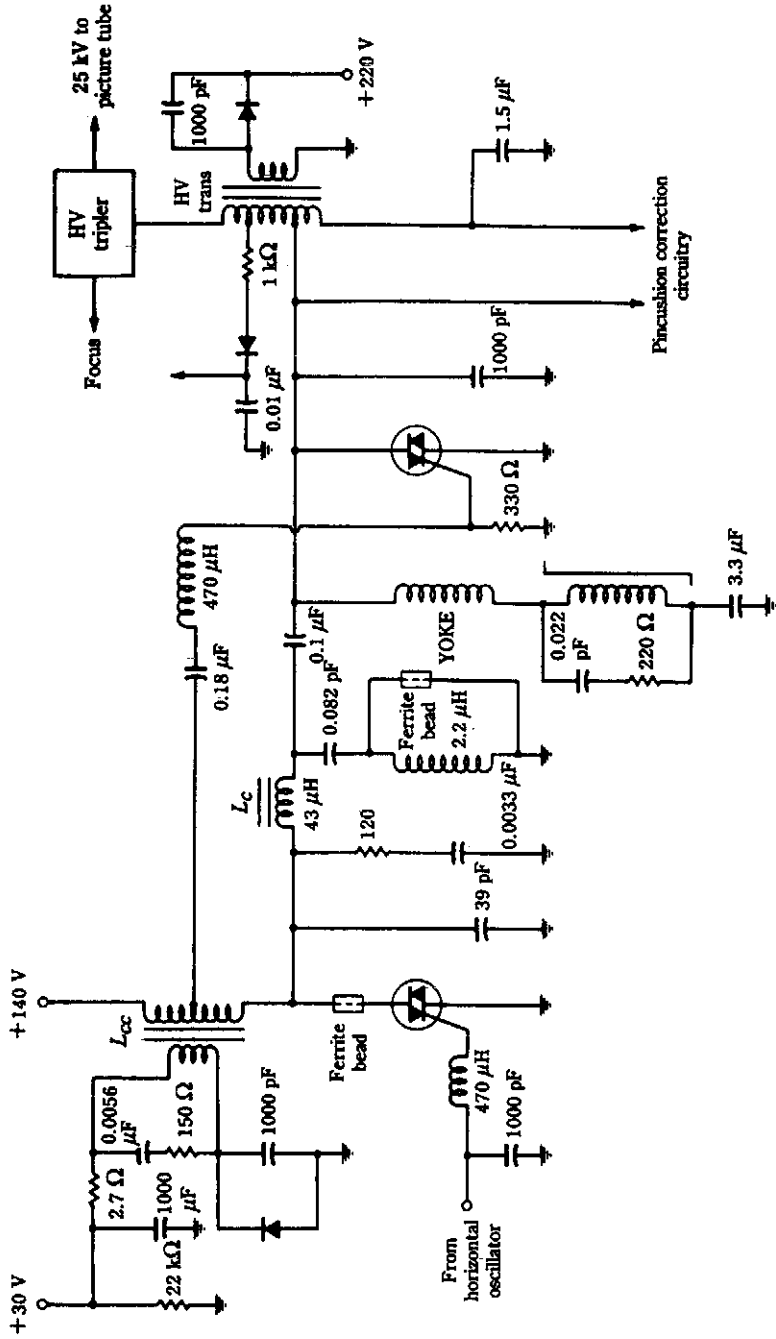 +30 V
22 kΩ
1000
μF
2.7 Ω
0.0056
μF
150 Ω
1000 pF
L_CC
+140 V
Ferrite
bead
From
horizontal
oscillator
470 μH
1000 pF
39 pF
120
0.0033 μF
L_C
43 μH
0.082 pF
Ferrite
bead
2.2 μH
0.1 μF
0.18 μF
470 μH
YOKE
0.022
pF
220 Ω
3.3 μF
330 Ω
1000 pF
0.01 μF
1 kΩ
Focus
HV
tripler
25 kV to
picture tube
HV
trans
1000 pF
+220 V
1.5 μF
Pincushion correction
circuitry